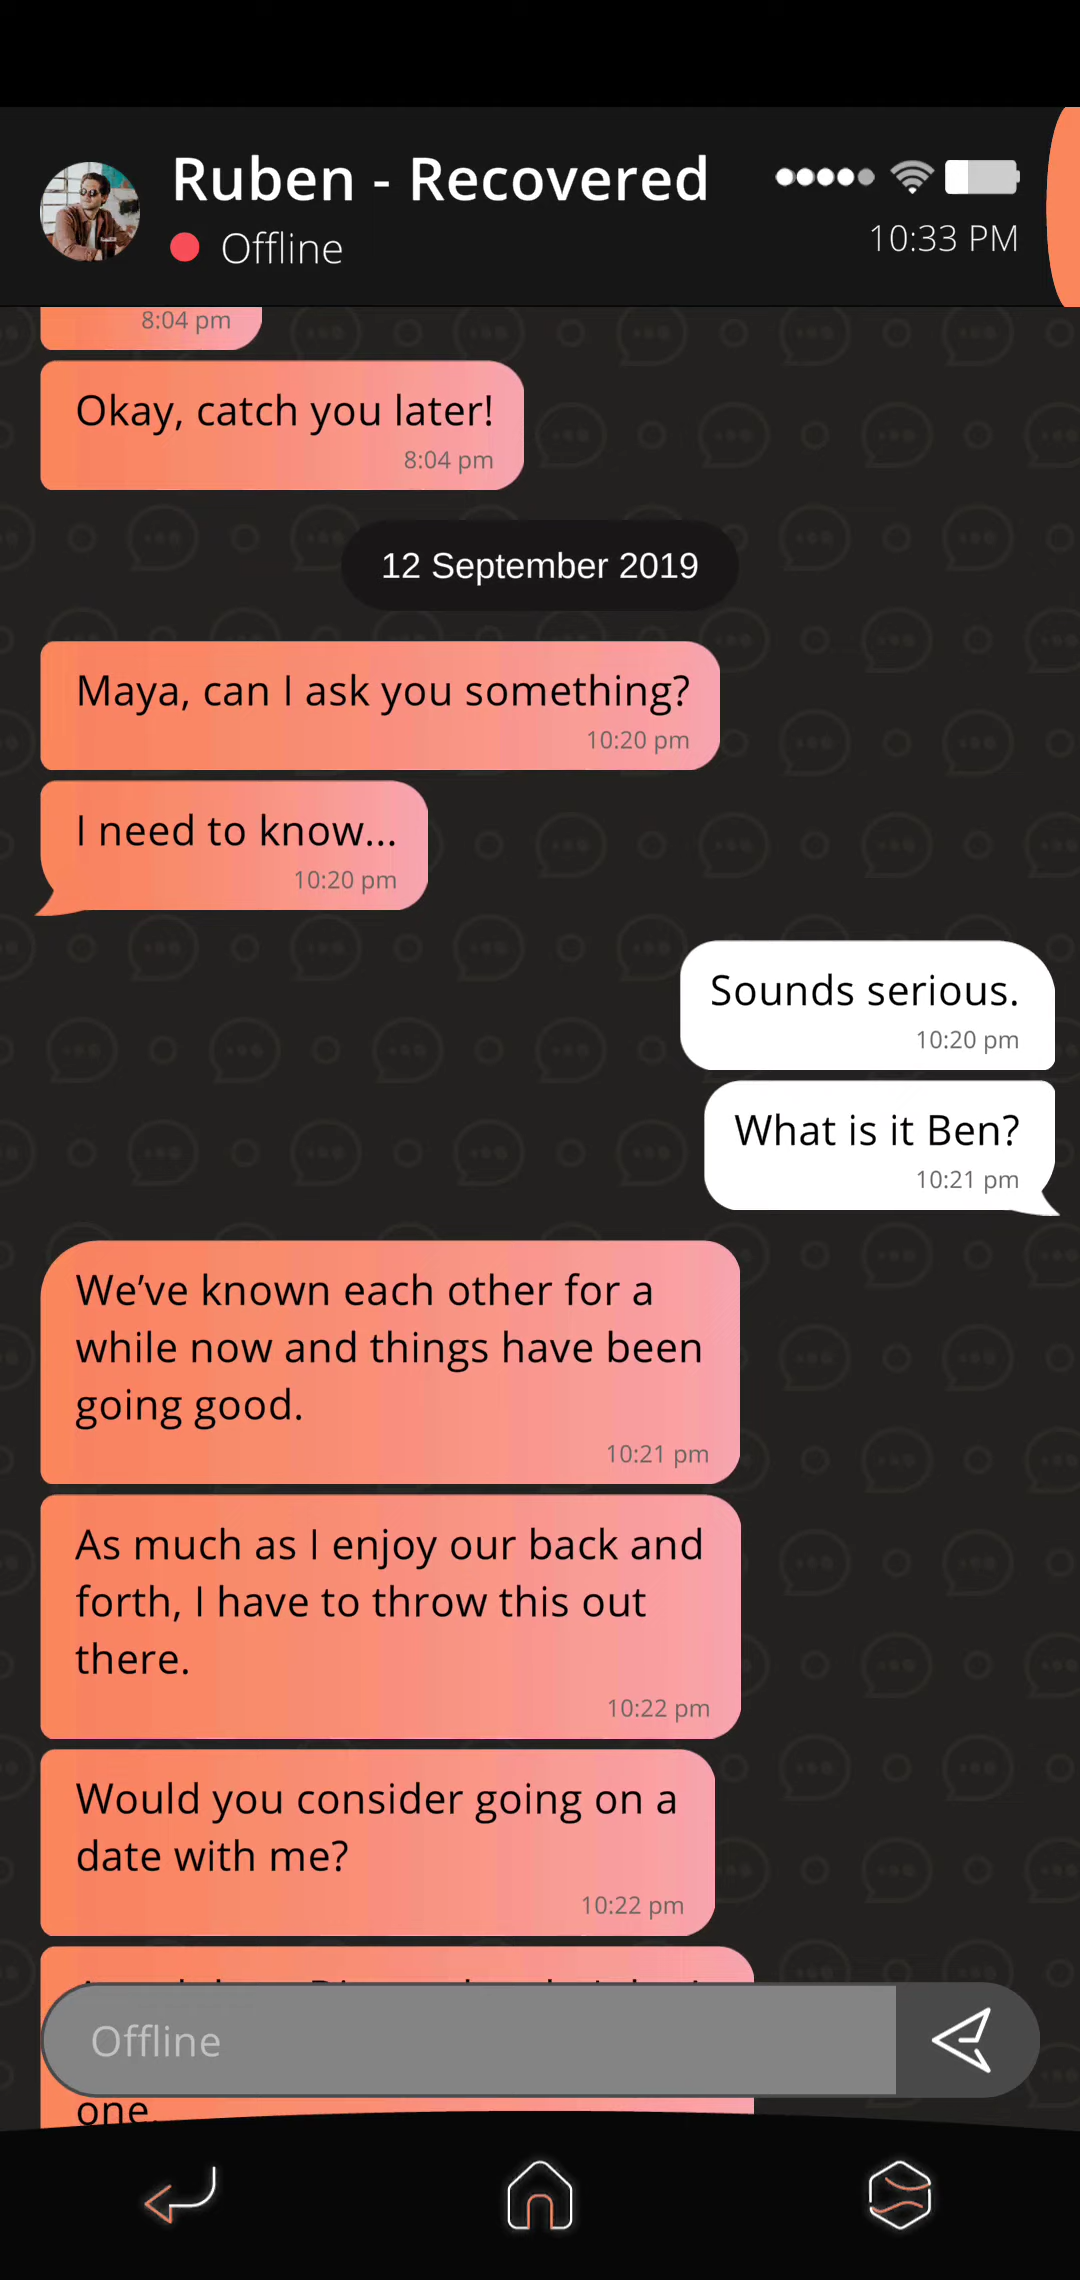 Ruben - Recovered
Offline
10:33 PM
8:04 pm
Okay, catch you later!
8:04 pm
12 September 2019
Maya, can I ask you something?
10:20 pm
I need to know...
10:20 pm
Sounds serious.
10:20 pm
What is it Ben?
10:21 pm
We've known each other for a
while now and things have been
going good.
10:21 pm
As much as I enjoy our back and
forth, I have to throw this out
there.
10:22 pm
Would you consider going on a
date with me?
10:22 pm
Offline
one.